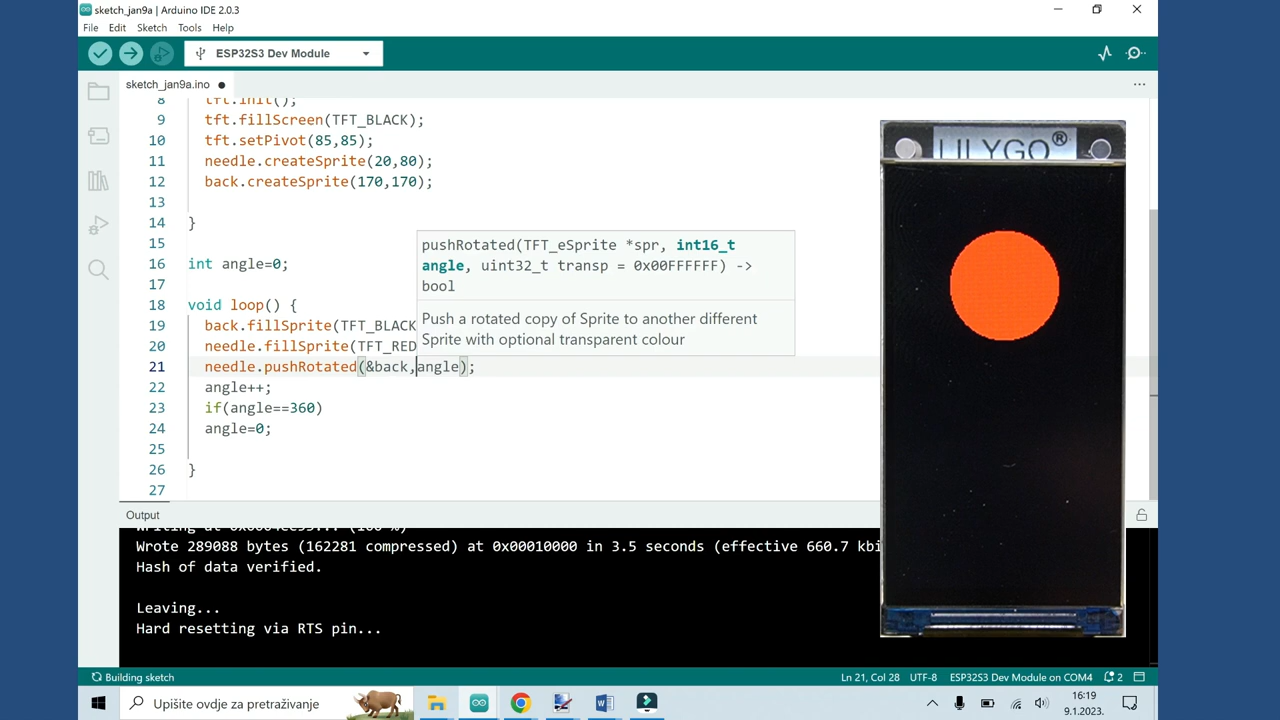 sketch_jan9a | Arduino IDE 2.0.3
File Edit Sketch Tools Help
ESP32S3 Dev Module
sketch_jan9a.ino
8 tft.init();
9 tft.fillScreen(TFT_BLACK);
10 tft.setPivot(85,85);
11 needle.createSprite(20,80);
12 back.createSprite(170,170);
13
14 }
15
16 int angle=0;
17
18 void loop() {
19 back.fillSprite(TFT_BLACK
20 needle.fillSprite(TFT_RED
21 needle.pushRotated(&back,angle);
22 angle++;
23 if(angle==360)
24 angle=0;
25
26 }
27
pushRotated(TFT_eSprite *spr, int16_t
angle, uint32_t transp = 0x00FFFFFF) ->
bool
Push a rotated copy of Sprite to another different
Sprite with optional transparent colour
LILYGO®
Output
Wrote 289088 bytes (162281 compressed) at 0x00010000 in 3.5 seconds (effective 660.7 kbi
Hash of data verified.
Leaving...
Hard resetting via RTS pin...
Building sketch
Ln 21, Col 28 UTF-8 ESP32S3 Dev Module on COM4 2
Upišite ovdje za pretraživanje
16:19
9.1.2023.